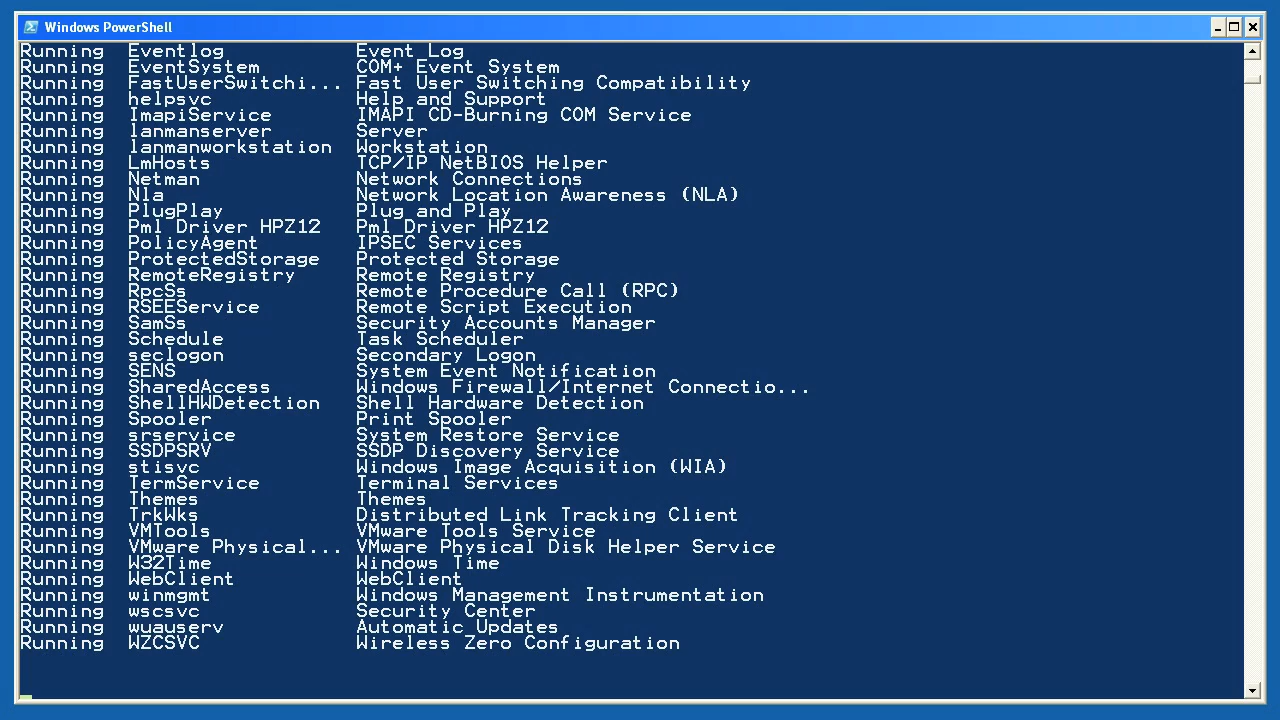 Windows PowerShell
Running Eventlog Event Log
Running EventSystem COM+ Event System
Running FastUserSwitchi... Fast User Switching Compatibility
Running helpsvc Help and Support
Running ImapiService IMAPI CD-Burning COM Service
Running lanmanserver Server
Running lanmanworkstation Workstation
Running LmHosts TCP/IP NetBIOS Helper
Running Netman Network Connections
Running Nla Network Location Awareness (NLA)
Running PlugPlay Plug and Play
Running Pml Driver HPZ12 Pml Driver HPZ12
Running PolicyAgent IPSEC Services
Running ProtectedStorage Protected Storage
Running RemoteRegistry Remote Registry
Running RpcSs Remote Procedure Call (RPC)
Running RSEEService Remote Script Execution
Running SamSs Security Accounts Manager
Running Schedule Task Scheduler
Running seclogon Secondary Logon
Running SENS System Event Notification
Running SharedAccess Windows Firewall/Internet Connectio...
Running ShellHWDetection Shell Hardware Detection
Running Spooler Print Spooler
Running srservice System Restore Service
Running SSDPSRV SSDP Discovery Service
Running stisvc Windows Image Acquisition (WIA)
Running TermService Terminal Services
Running Themes Themes
Running TrkWks Distributed Link Tracking Client
Running VMTools VMware Tools Service
Running VMware Physical... VMware Physical Disk Helper Service
Running W32Time Windows Time
Running WebClient WebClient
Running winmgmt Windows Management Instrumentation
Running wscsvc Security Center
Running wuauserv Automatic Updates
Running WZCSVC Wireless Zero Configuration